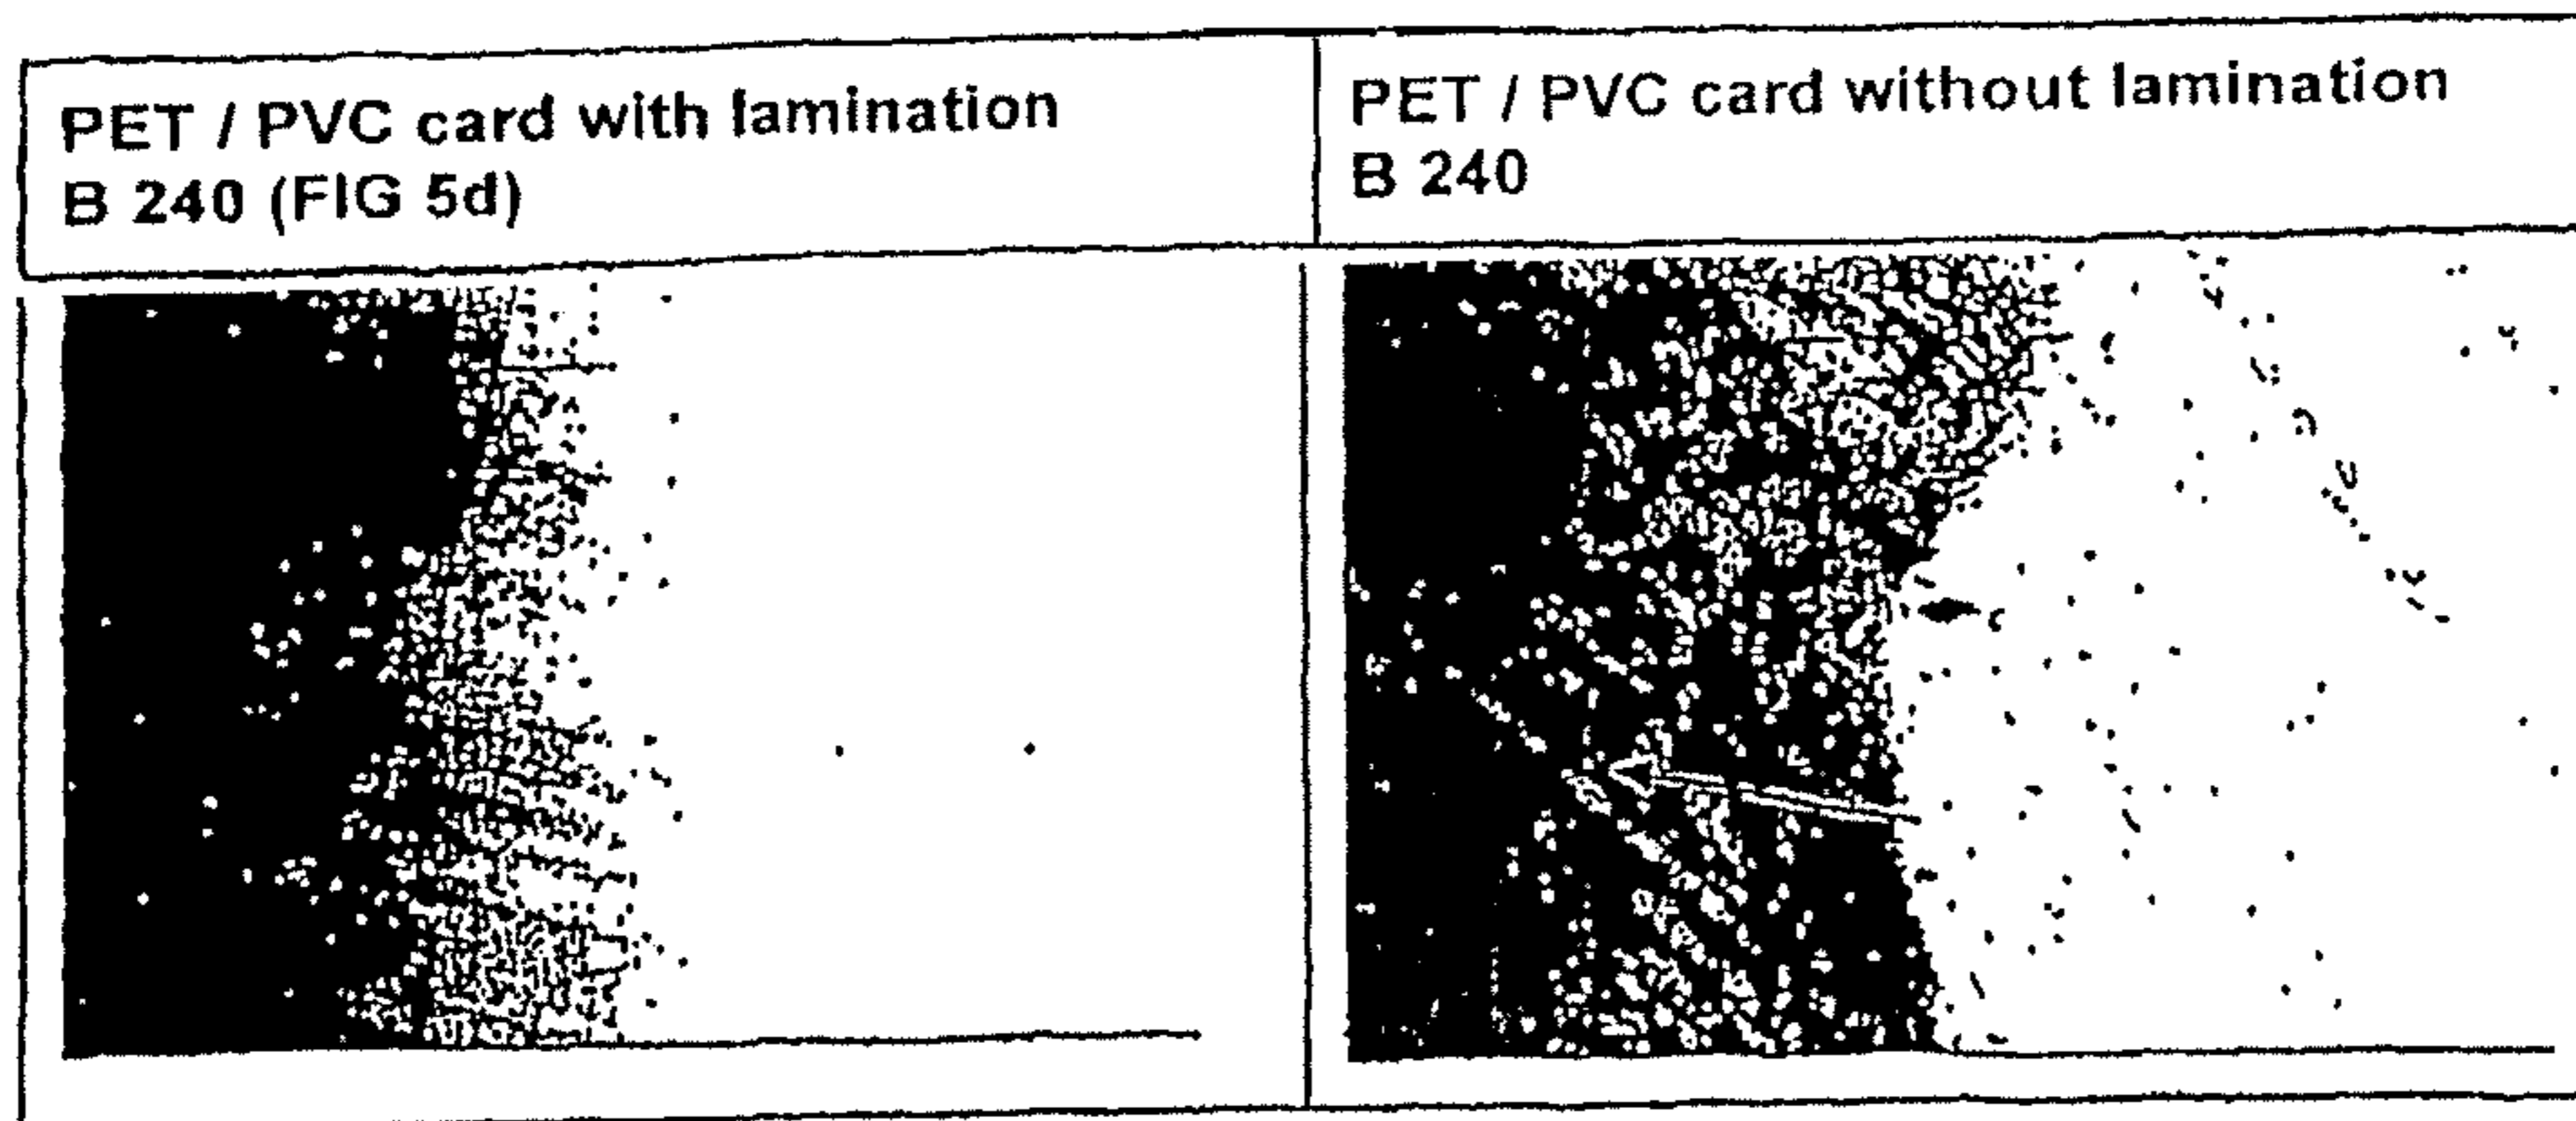 PET / PVC card with lamination
B 240 (FIG 5d)
PET / PVC card without lamination
B 240